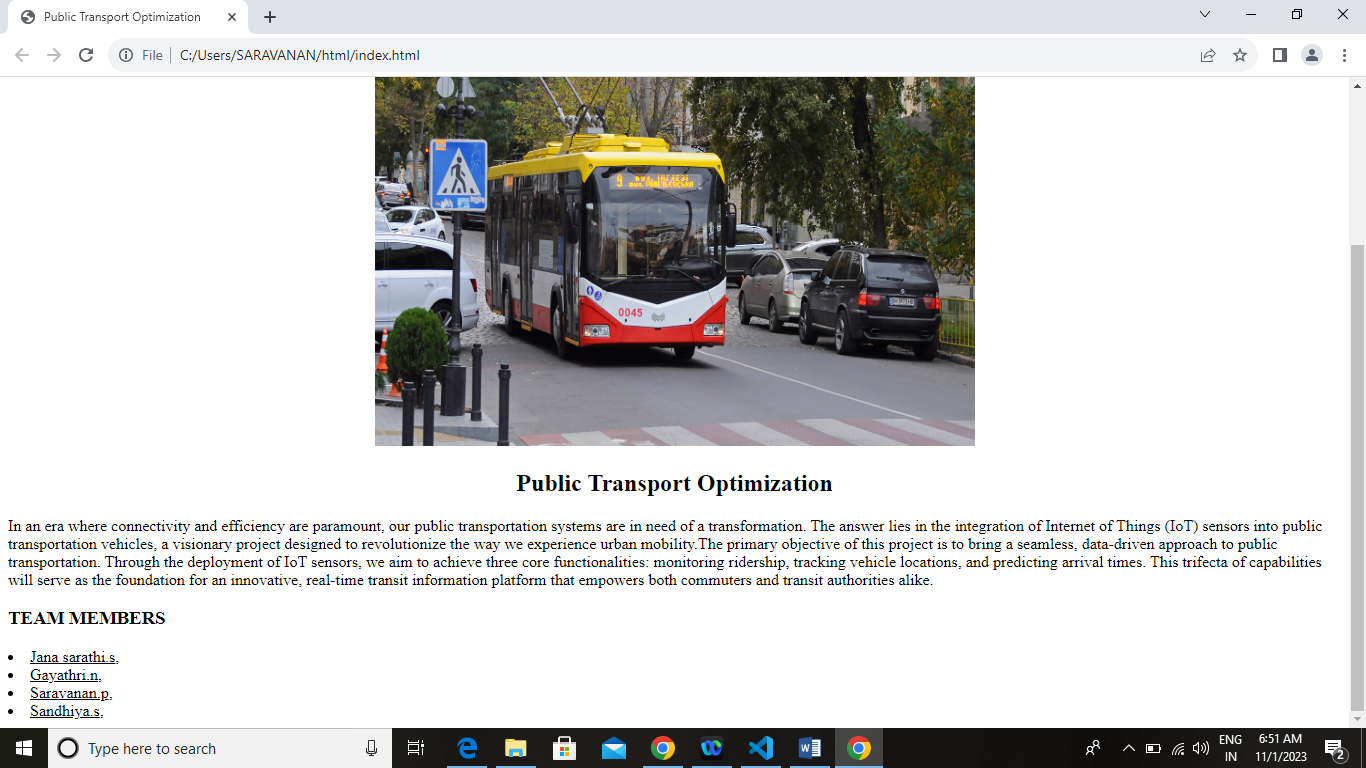 Public Transport Optimization
File
C:/Users/SARAVANAN/html/index.html
9
0045
Public Transport Optimization
In an era where connectivity and efficiency are paramount, our public transportation systems are in need of a transformation. The answer lies in the integration of Internet of Things (IoT) sensors into public
transportation vehicles, a visionary project designed to revolutionize the way we experience urban mobility.The primary objective of this project is to bring a seamless, data-driven approach to public
transportation. Through the deployment of IoT sensors, we aim to achieve three core functionalities: monitoring ridership, tracking vehicle locations, and predicting arrival times. This trifecta of capabilities
will serve as the foundation for an innovative, real-time transit information platform that empowers both commuters and transit authorities alike.
TEAM MEMBERS
Jana sarathi.s,
Gayathri.n,
Saravanan.p,
Sandhiya.s,
Type here to search
ENG
IN
6:51 AM
11/1/2023
2